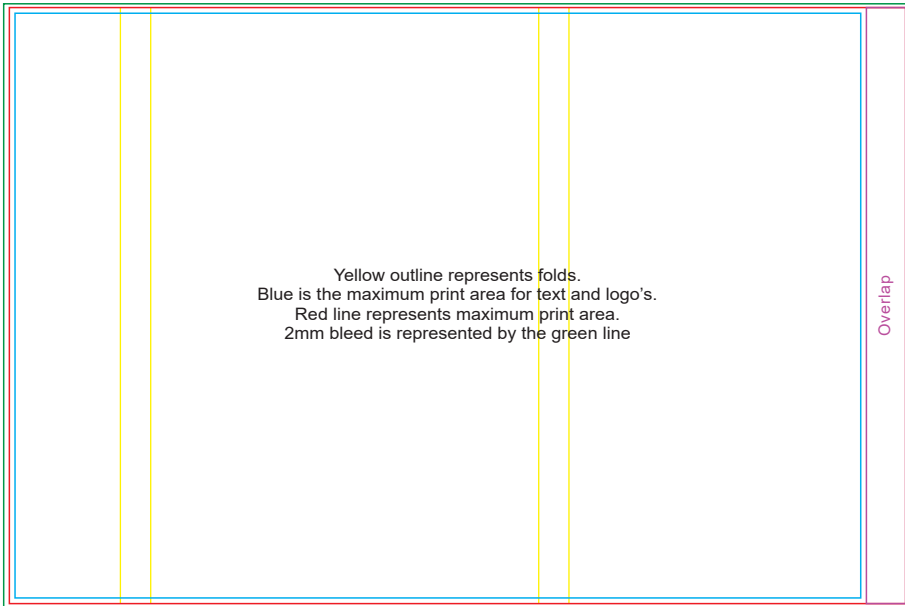 Yellow outline represents folds.
Blue is the maximum print area for text and logo’s.
Red line represents maximum print area.
2mm bleed is represented by the green line
Overlap